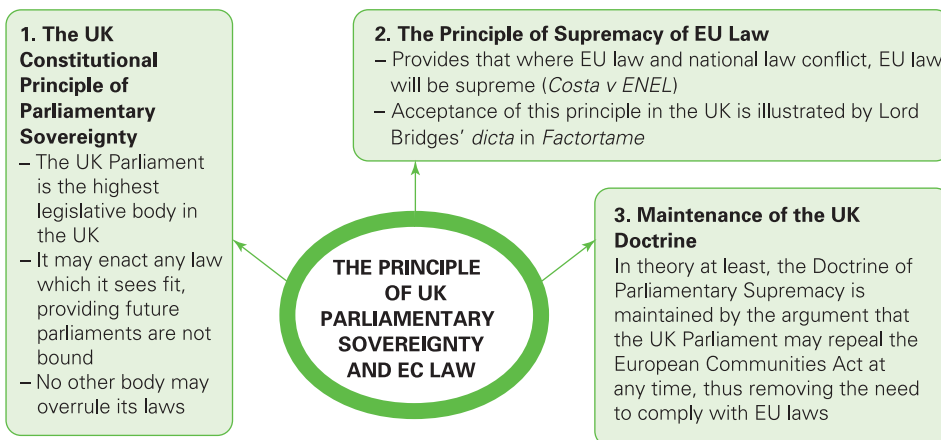 1. The UK
Constitutional
Principle of
Parliamentary
Sovereignty
– The UK Parliament
is the highest
legislative body in
the UK
– It may enact any law
which it sees fit,
providing future
parliaments are not
bound
– No other body may
overrule its laws
2. The Principle of Supremacy of EU Law
– Provides that where EU law and national law conflict, EU law
will be supreme (Costa v ENEL)
– Acceptance of this principle in the UK is illustrated by Lord
Bridges’ dicta in Factortame
THE PRINCIPLE
OF UK
PARLIAMENTARY
SOVEREIGNTY
AND EC LAW
3. Maintenance of the UK
Doctrine
In theory at least, the Doctrine of
Parliamentary Supremacy is
maintained by the argument that
the UK Parliament may repeal the
European Communities Act at
any time, thus removing the need
to comply with EU laws